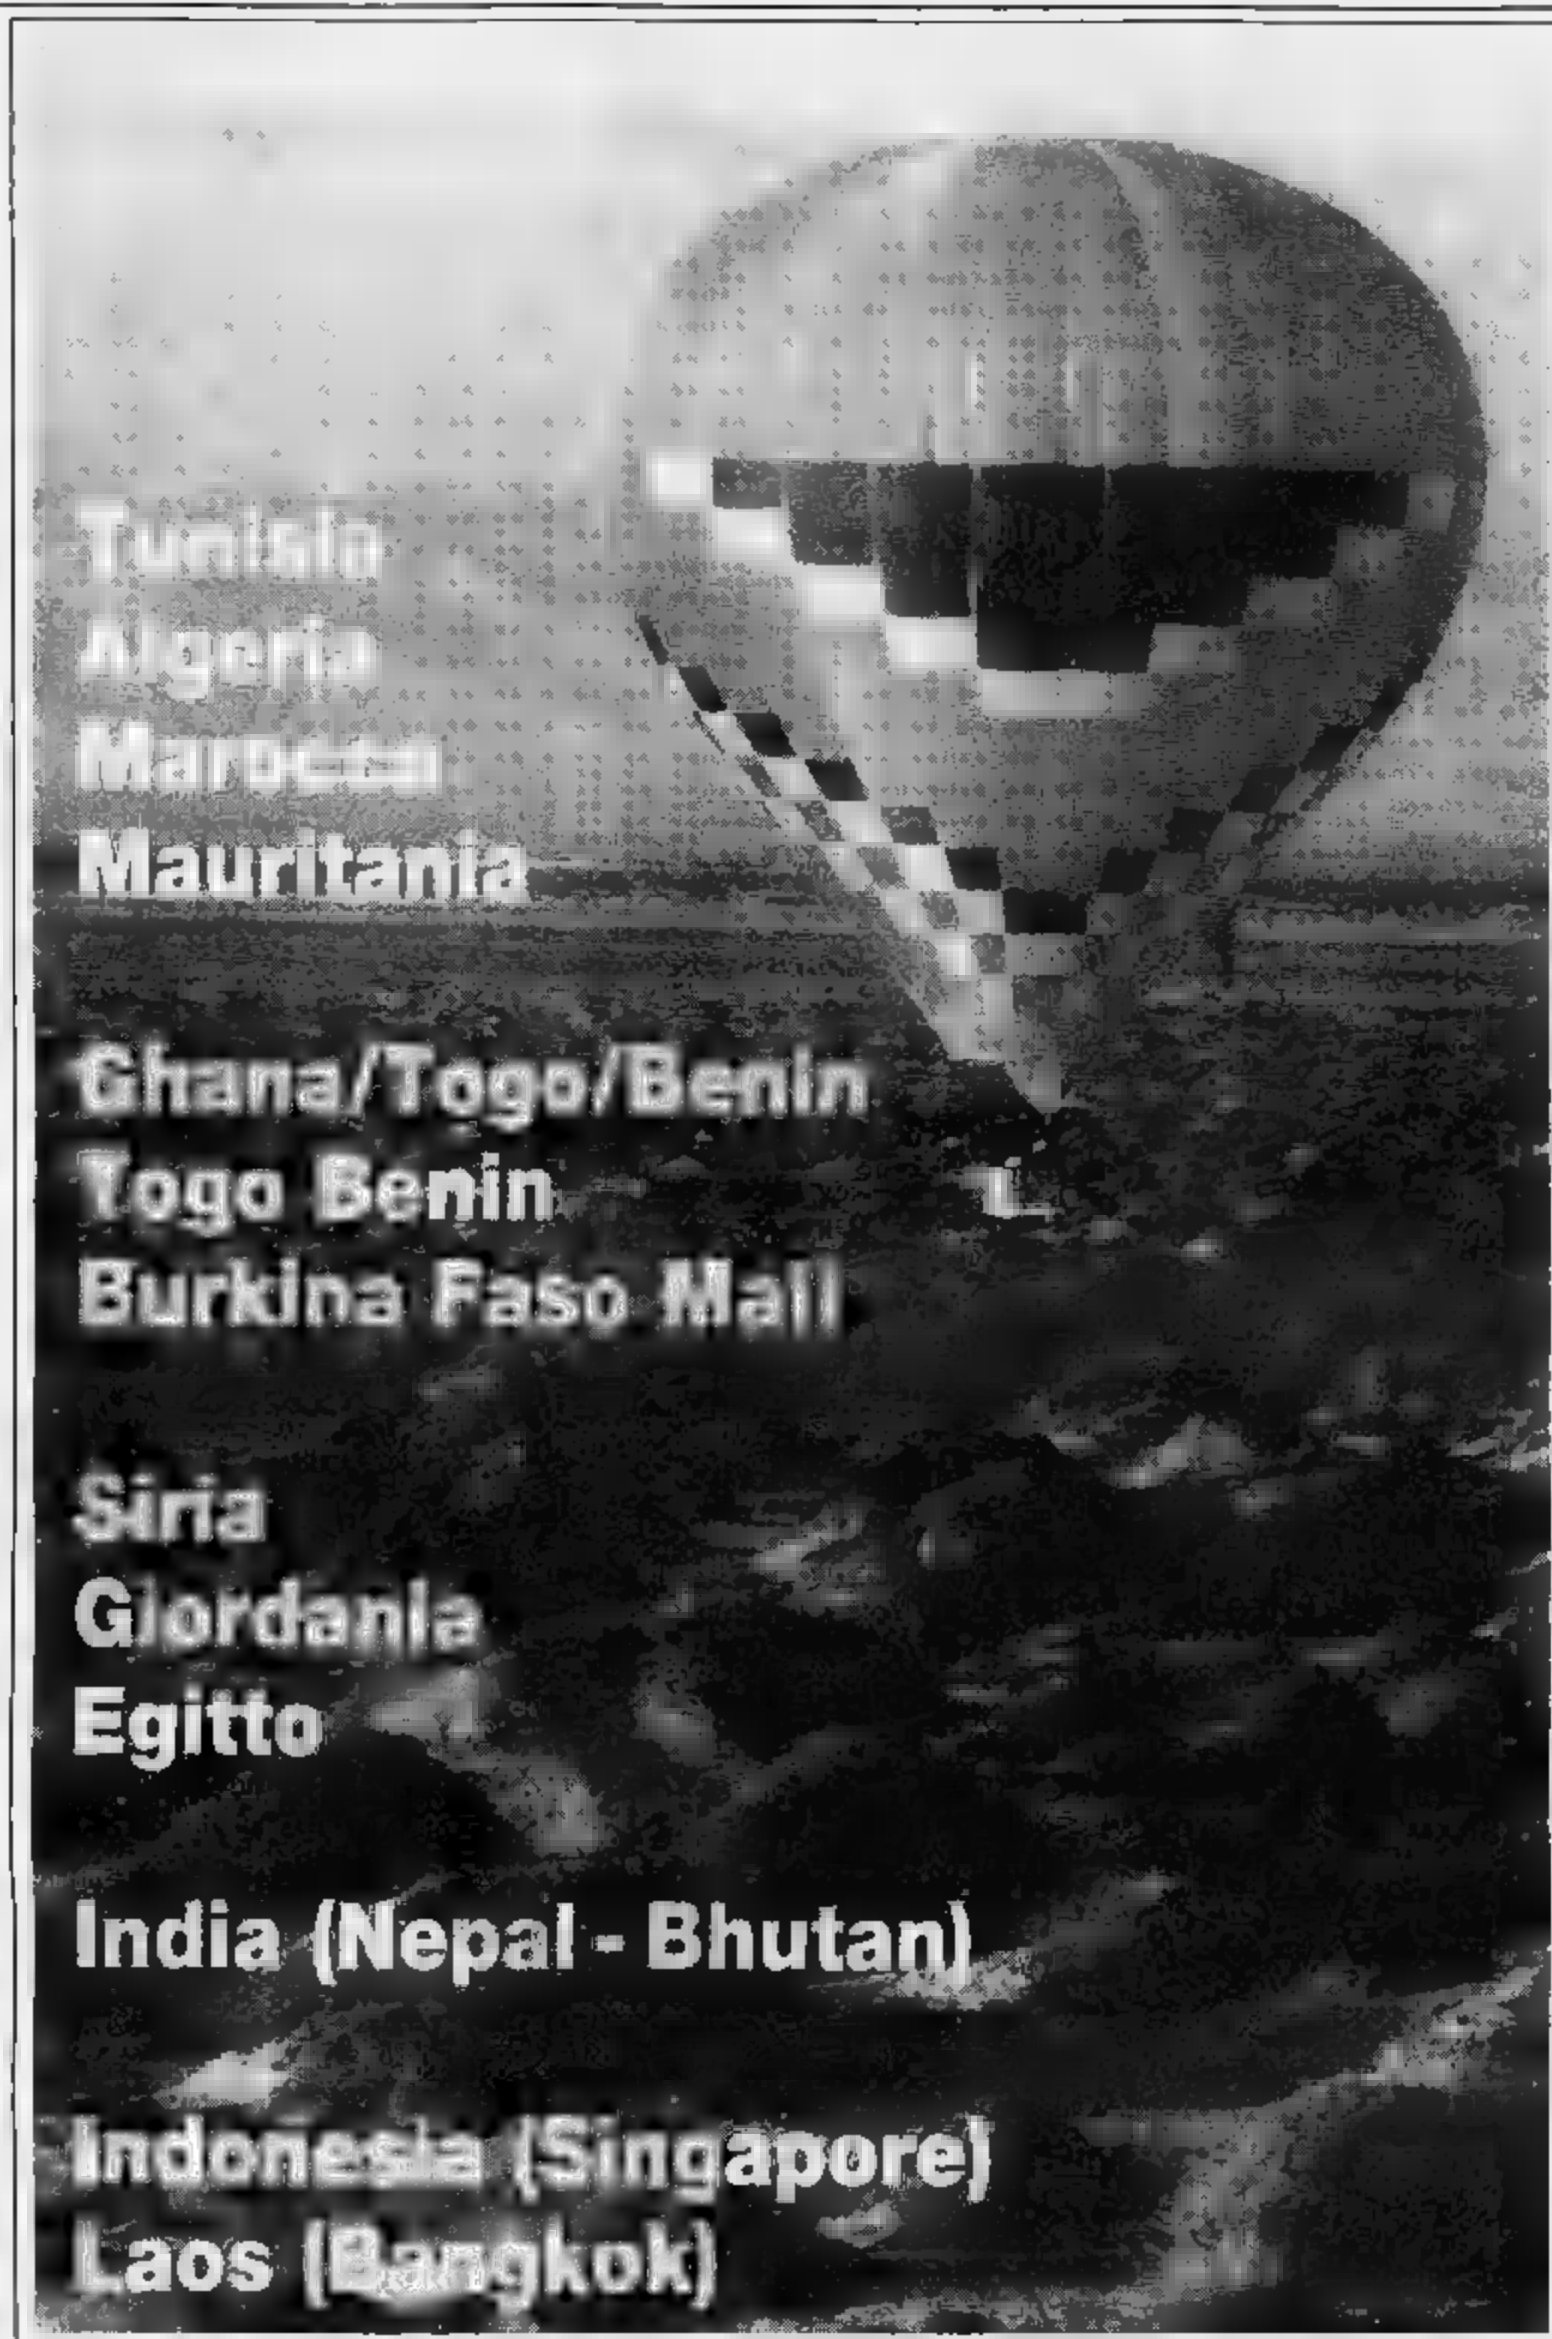 Tunisia
Algeria
Marocco
Mauritania
Ghana/Togo/Benin
Togo Benin
Burkina Faso Mali
Siria
Giordania
Egitto
India (Nepal - Bhutan)
Indonesia (Singapore)
Laos (Bangkok)